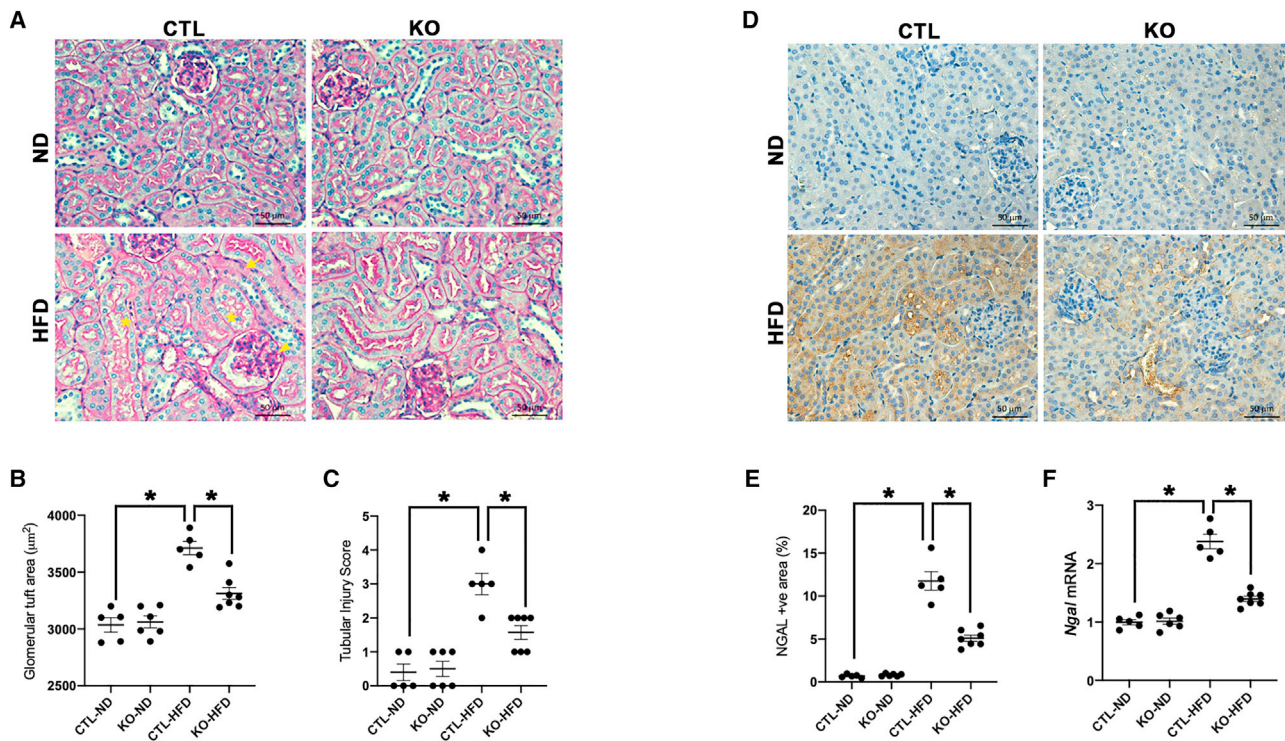 A
CTL
KO
ND
50 µm
50 µm
HFD
50 µm
50 µm
D
CTL
KO
ND
50 µm
50 µm
HFD
50 µm
50 µm
B
Glomerular tuft area (µm²)
4000
3500
3000
2500
* *
CTL-ND
KO-ND
CTL-HFD
KO-HFD
C
Tubular Injury Score
5
4
3
2
1
0
* *
CTL-ND
KO-ND
CTL-HFD
KO-HFD
E
NGAL +ve area (%)
20
15
10
5
0
* *
CTL-ND
KO-ND
CTL-HFD
KO-HFD
F
Ngal mRNA
3
2
1
0
* *
CTL-ND
KO-ND
CTL-HFD
KO-HFD